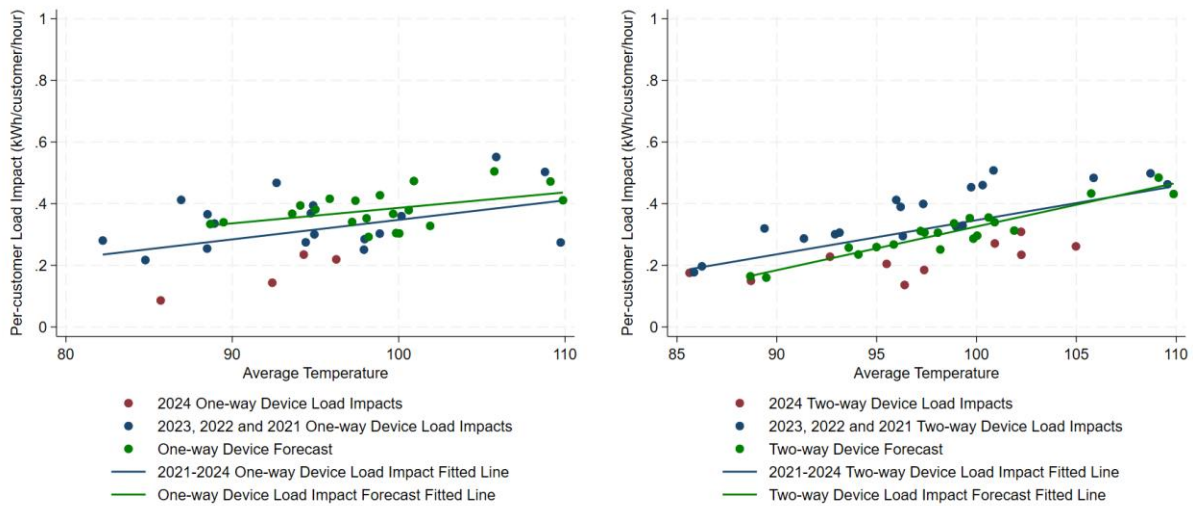 Per-customer Load Impact (kWh/customer/hour)
1
.8
.6
.4
.2
0
80 90 100 110
Average Temperature
2024 One-way Device Load Impacts
2023, 2022 and 2021 One-way Device Load Impacts
One-way Device Forecast
2021-2024 One-way Device Load Impact Fitted Line
One-way Device Load Impact Forecast Fitted Line
Per-customer Load Impact (kWh/customer/hour)
1
.8
.6
.4
.2
0
85 90 95 100 105 110
Average Temperature
2024 Two-way Device Load Impacts
2023, 2022 and 2021 Two-way Device Load Impacts
Two-way Device Forecast
2021-2024 Two-way Device Load Impact Fitted Line
Two-way Device Load Impact Forecast Fitted Line